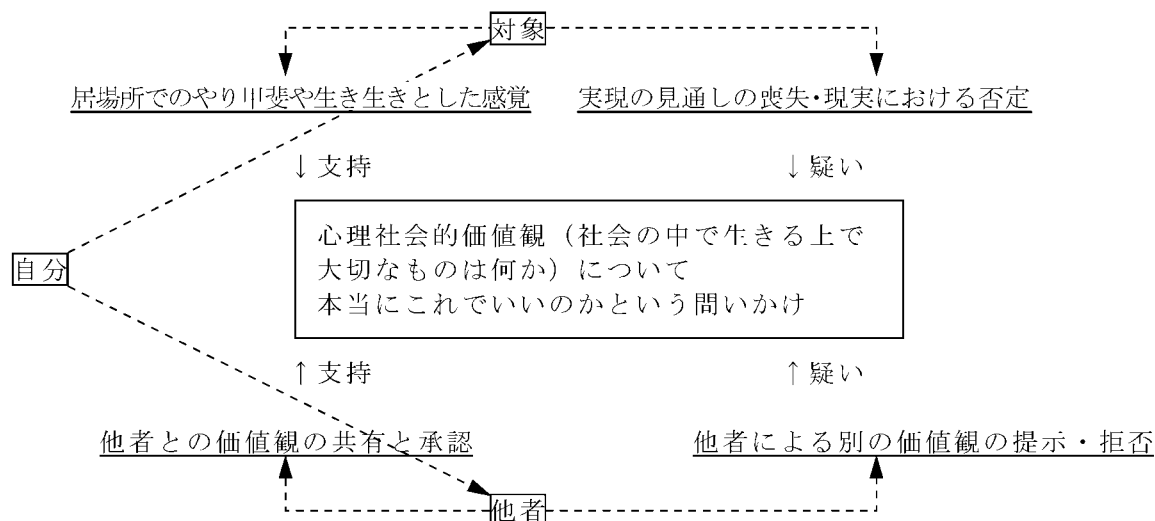 対象
居場所でのやり甲斐や生き生きとした感覚
実現の見通しの喪失・現実における否定
↓支持
↓疑い
心理社会的価値観（社会の中で生きる上で
大切なものは何か）について
本当にこれでいいのかという問いかけ
自分
↑支持
↑疑い
他者との価値観の共有と承認
他者による別の価値観の提示・拒否
他者